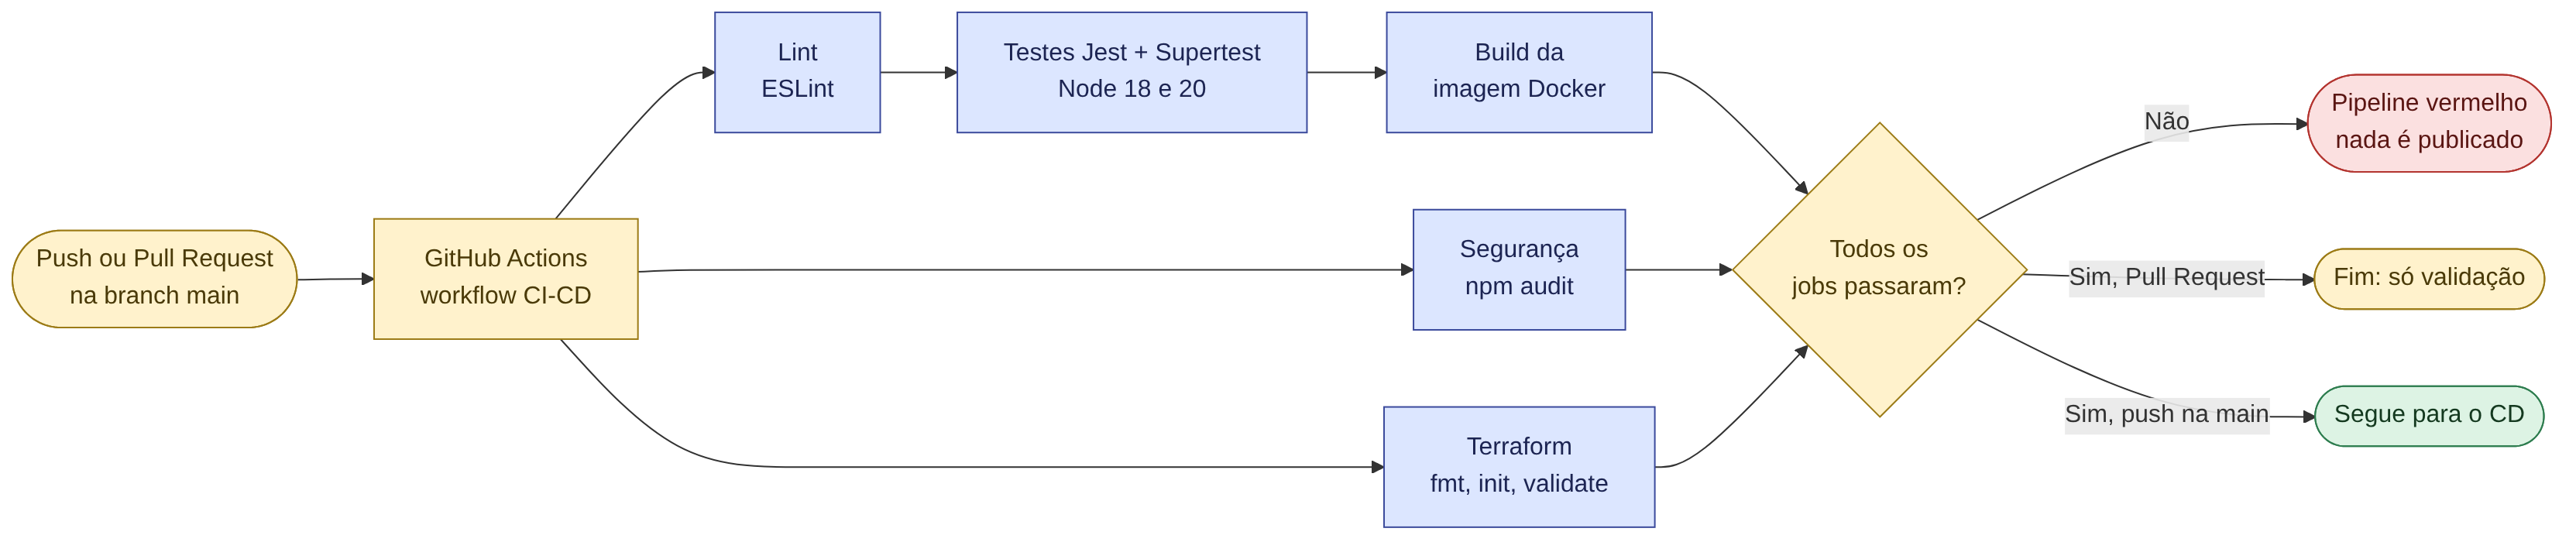 Push ou Pull Request
na branch main
GitHub Actions
workflow CI-CD
Lint
ESLint
Testes Jest + Supertest
Node 18 e 20
Build da
imagem Docker
Segurança
npm audit
Terraform
fmt, init, validate
Todos os
jobs passaram?
Não
Sim, Pull Request
Sim, push na main
Pipeline vermelho
nada é publicado
Fim: só validação
Segue para o CD